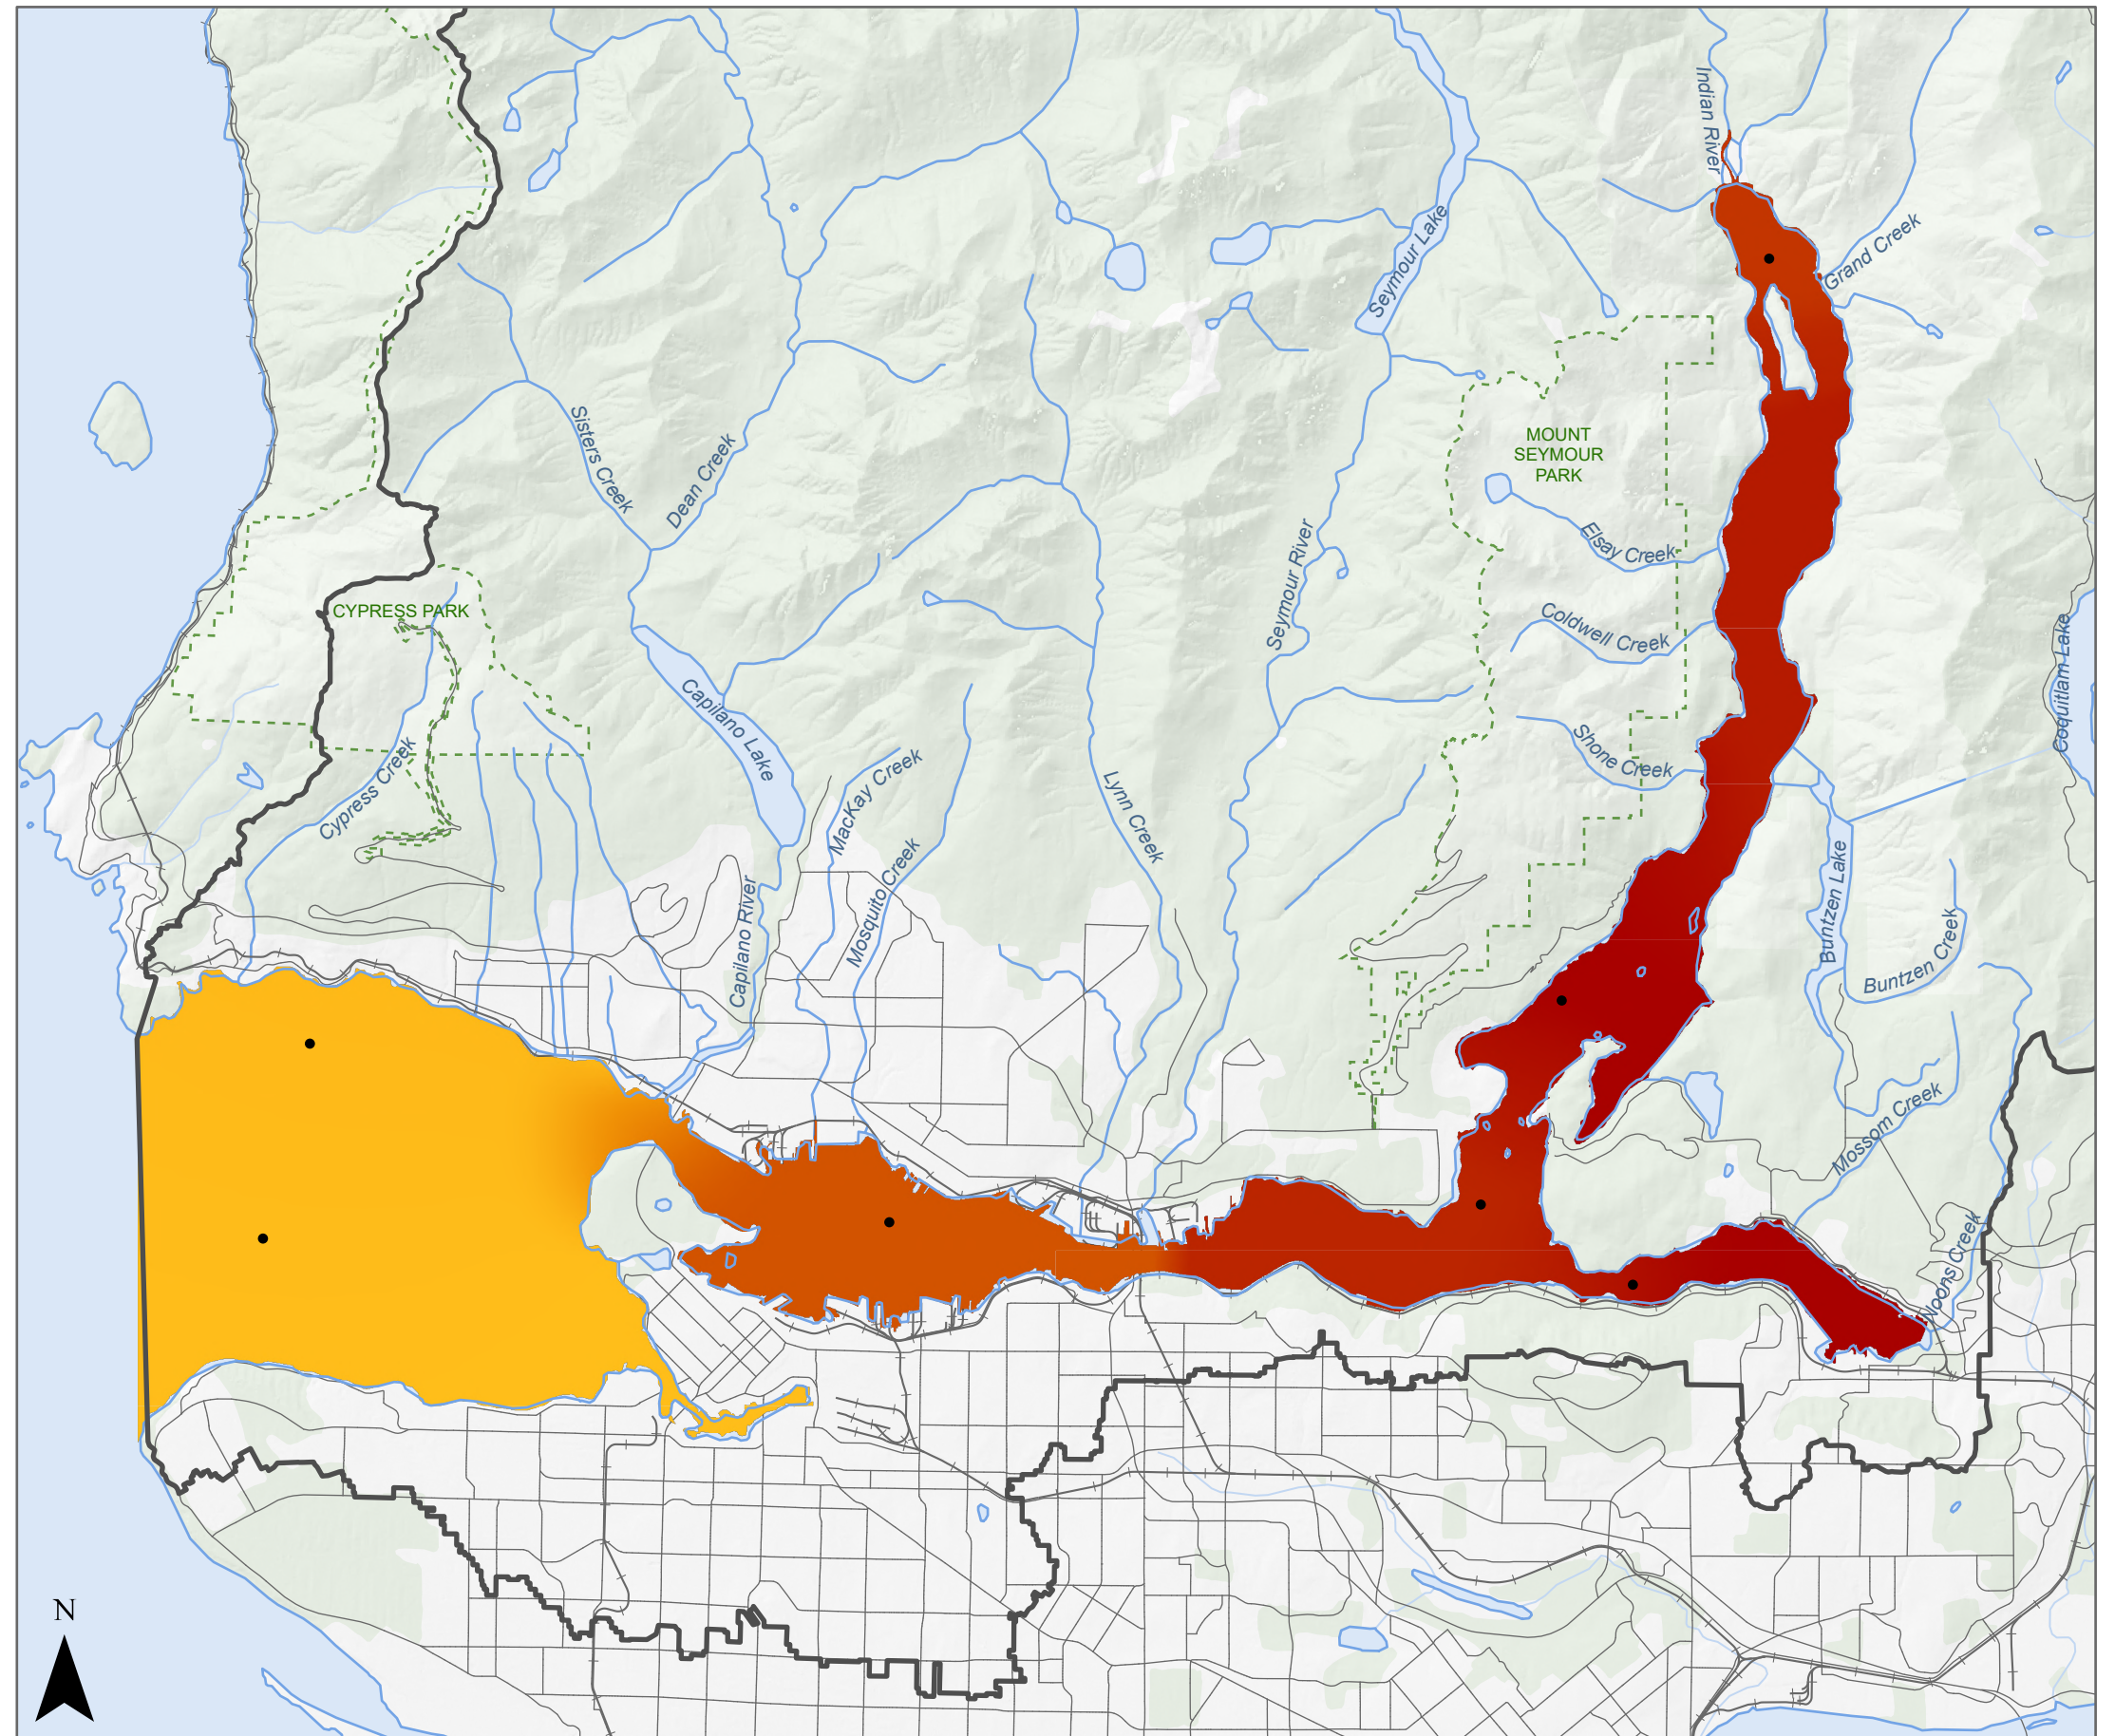 Indian River
Grand Creek
Seymour Lake
MOUNT
SEYMOUR
PARK
Sisters Creek
Dean Creek
Elsay Creek
Seymour River
CYPRESS PARK
Coldwell Creek
Coquitlam Lake
Capilano Lake
Shone Creek
Cypress Creek
MacKay Creek
Lynn Creek
Mosquito Creek
Buntzen Lake
Capilano River
Buntzen Creek
Mossom Creek
Noons Creek
N